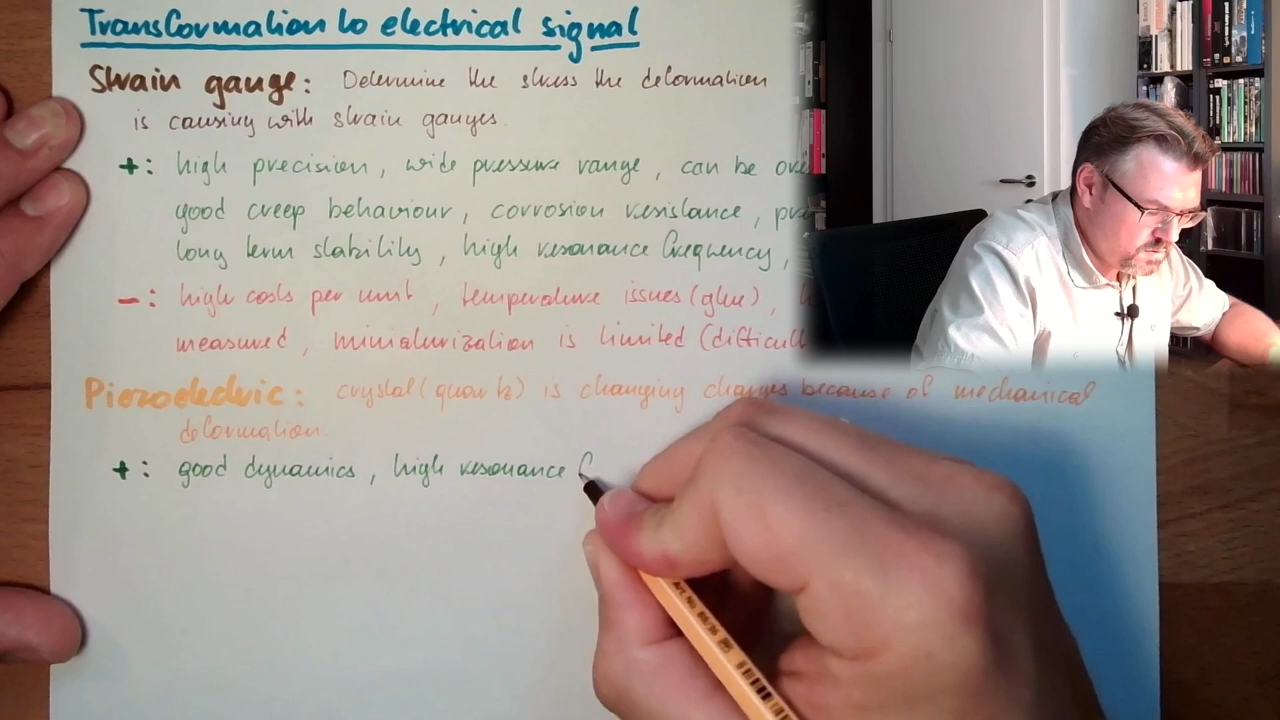 Transformation to electrical signal
Strain gauge: Determine the stress the deformation
is causing with strain gauges.
+: high precision, wide pressure range, can be
good creep behaviour, corrosion resistance,
long term stability, high resonance frequency,
-: high costs per unit, temperature issues (glue),
measured, miniaturization is limited (difficult
Piezoelectric: crystal (quartz) is changing charges because of mechanical
deformation.
+: good dynamics, high resonance